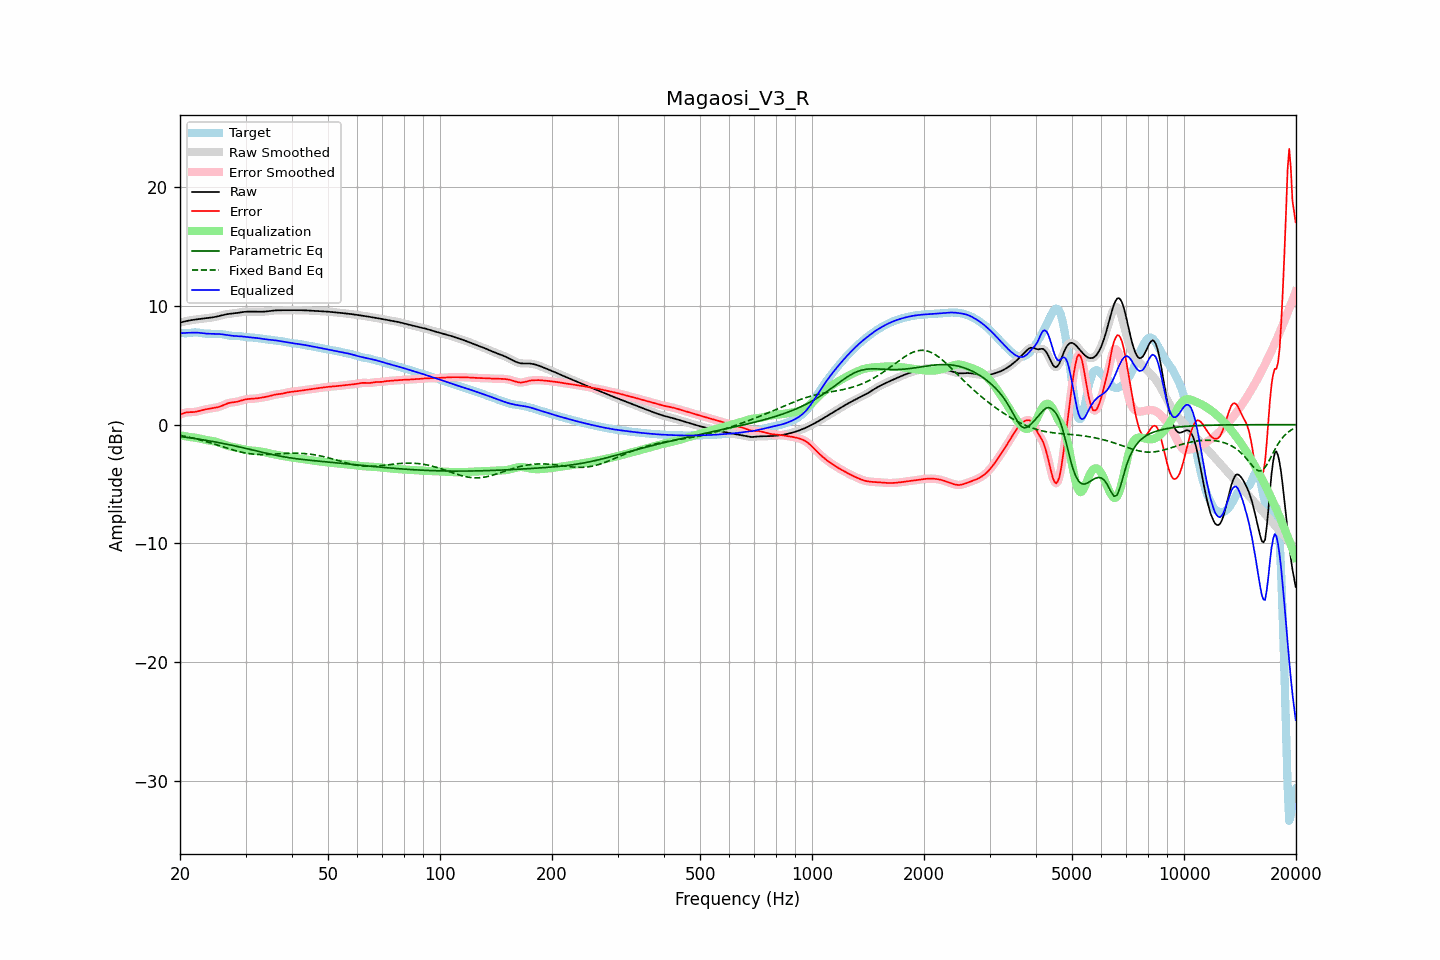 Magaosi_V3_R
Target
Raw Smoothed
Error Smoothed
Raw
Error
Equalization
Parametric Eq
Fixed Band Eq
Equalized
Amplitude (dBr)
20
10
0
−10
−20
−30
20 50 100 200 500 1000 2000 5000 10000 20000
Frequency (Hz)